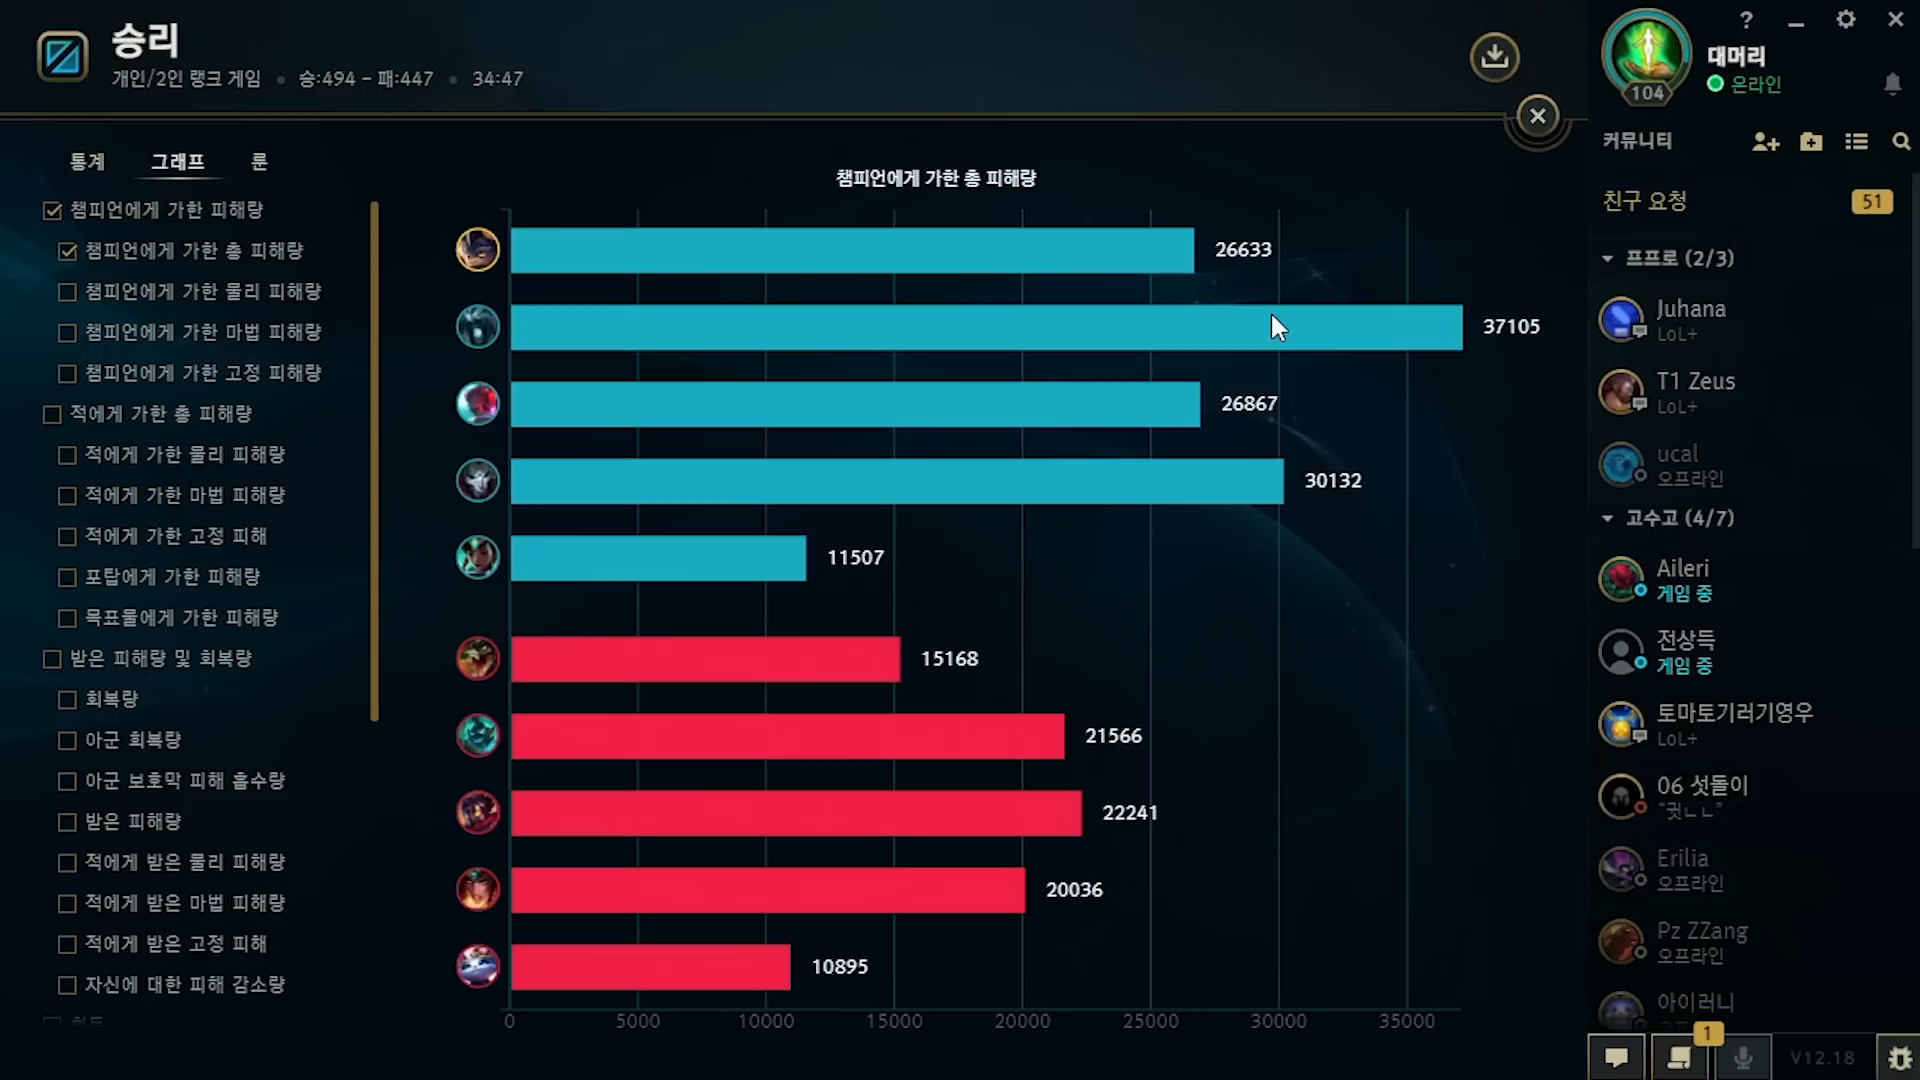 승리
개인/2인 랭크 게임 • 승:494 - 패:447 • 34:47
통계 그래프 룬
챔피언에게 가한 피해량
챔피언에게 가한 총 피해량
챔피언에게 가한 물리 피해량
챔피언에게 가한 마법 피해량
챔피언에게 가한 고정 피해량
적에게 가한 총 피해량
적에게 가한 물리 피해량
적에게 가한 마법 피해량
적에게 가한 고정 피해
포탑에게 가한 피해량
목표물에게 가한 피해량
받은 피해량 및 회복량
회복량
아군 회복량
아군 보호막 피해 흡수량
받은 피해량
적에게 받은 물리 피해량
적에게 받은 마법 피해량
적에게 받은 고정 피해
자신에 대한 피해 감소량
챔피언에게 가한 총 피해량
26633
37105
26867
30132
11507
15168
21566
22241
20036
10895
0 5000 10000 15000 20000 25000 30000 35000
?
104
대머리
온라인
커뮤니티
친구 요청 51
프프로 (2/3)
Juhana
LoL+
T1 Zeus
LoL+
ucal
오프라인
고수고 (4/7)
Aileri
게임 중
전상득
게임 중
토마토기러기영우
LoL+
06 섯돌이
"귓ㄴㄴ"
Erilia
오프라인
Pz ZZang
오프라인
아이러니
1
V12.18